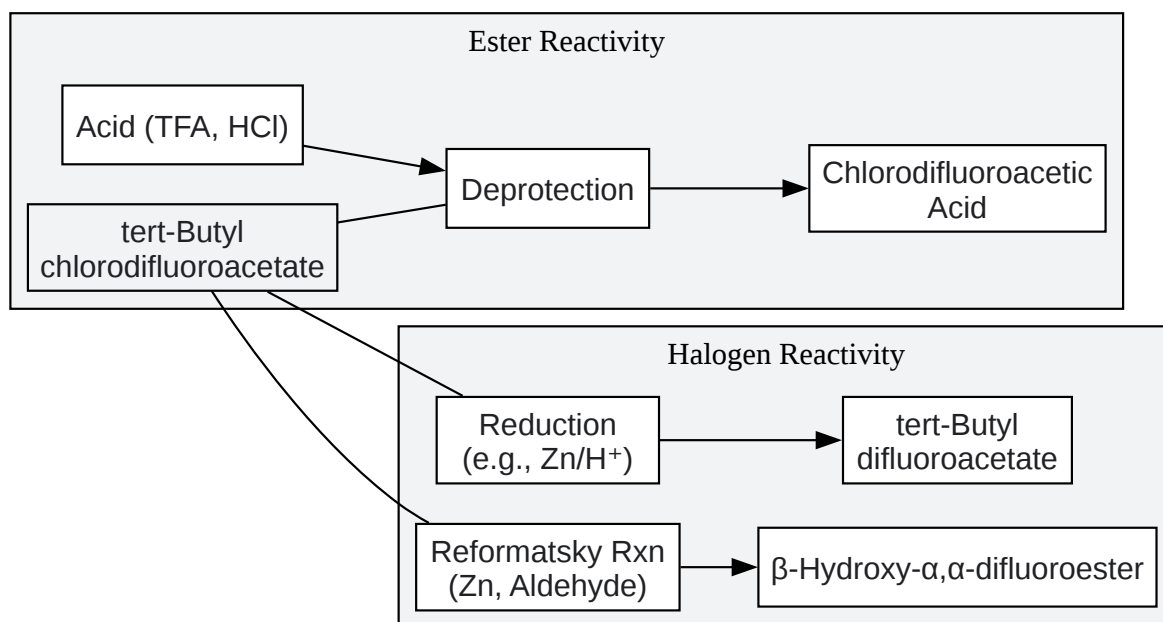 Ester Reactivity
Acid (TFA, HCl)
Deprotection
Chlorodifluoroacetic
Acid
tert-Butyl
chlorodifluoroacetate
Halogen Reactivity
Reduction
(e.g., Zn/H⁺)
tert-Butyl
difluoroacetate
Reformatsky Rxn
(Zn, Aldehyde)
β-Hydroxy-α,α-difluoroester